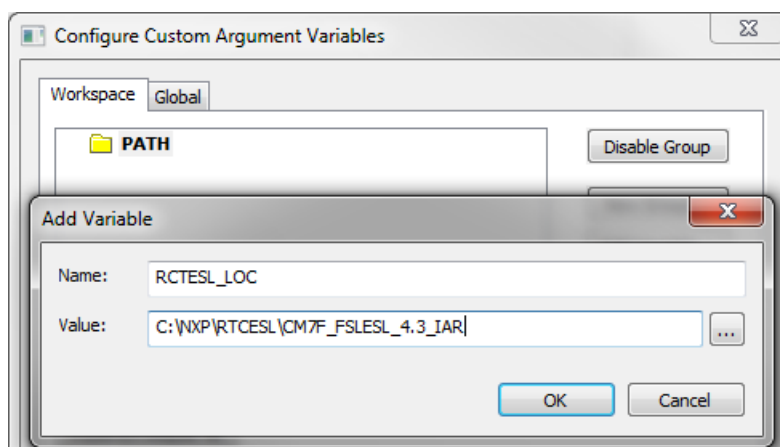 Configure Custom Argument Variables
Workspace Global
PATH
Disable Group
Add Variable
Name: RCTESL_LOC
Value: C:\NXP\RTCESL\CM7F_FSLESL_4.3_IAR
...
OK Cancel